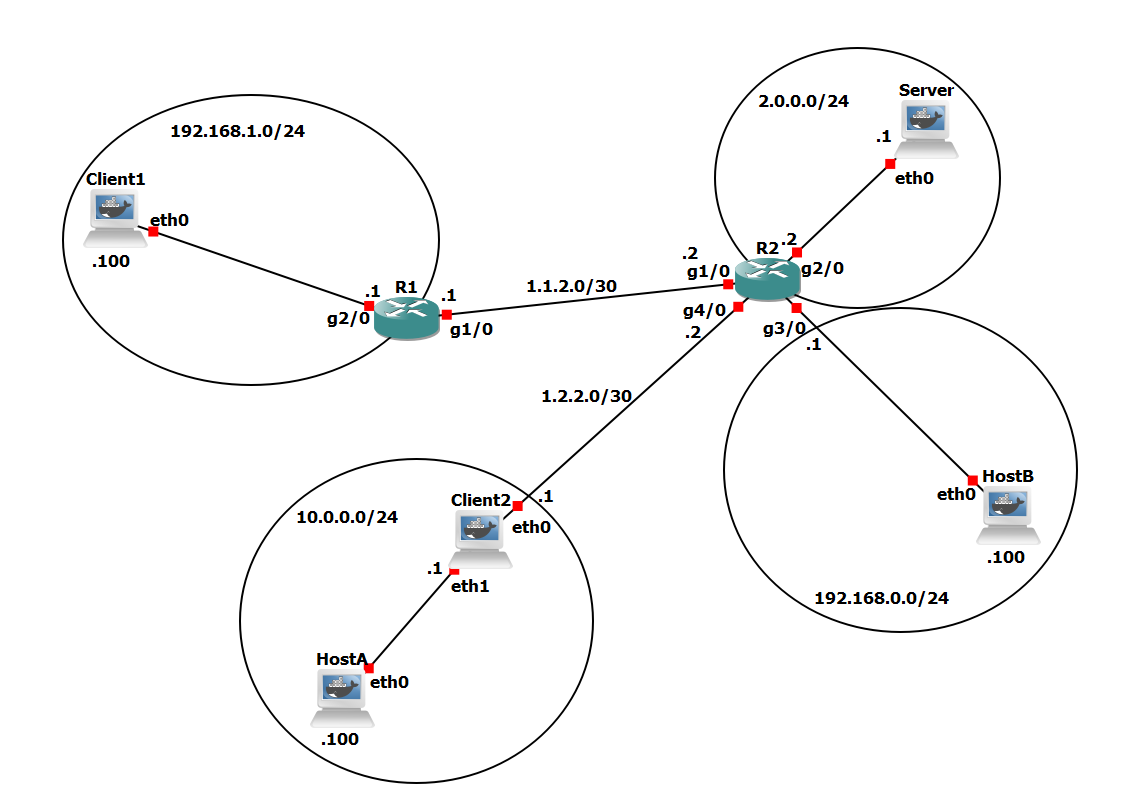 Server
2.0.0.0/24
.1
eth0
192.168.1.0/24
Client1
eth0
.100
.2
R2
.2
g1/0
g2/0
1.1.2.0/30
.1
R1
.1
g2/0
g1/0
g4/0
.2
g3/0
.1
1.2.2.0/30
HostB
eth0
.100
192.168.0.0/24
Client2
.1
eth0
10.0.0.0/24
.1
eth1
HostA
eth0
.100